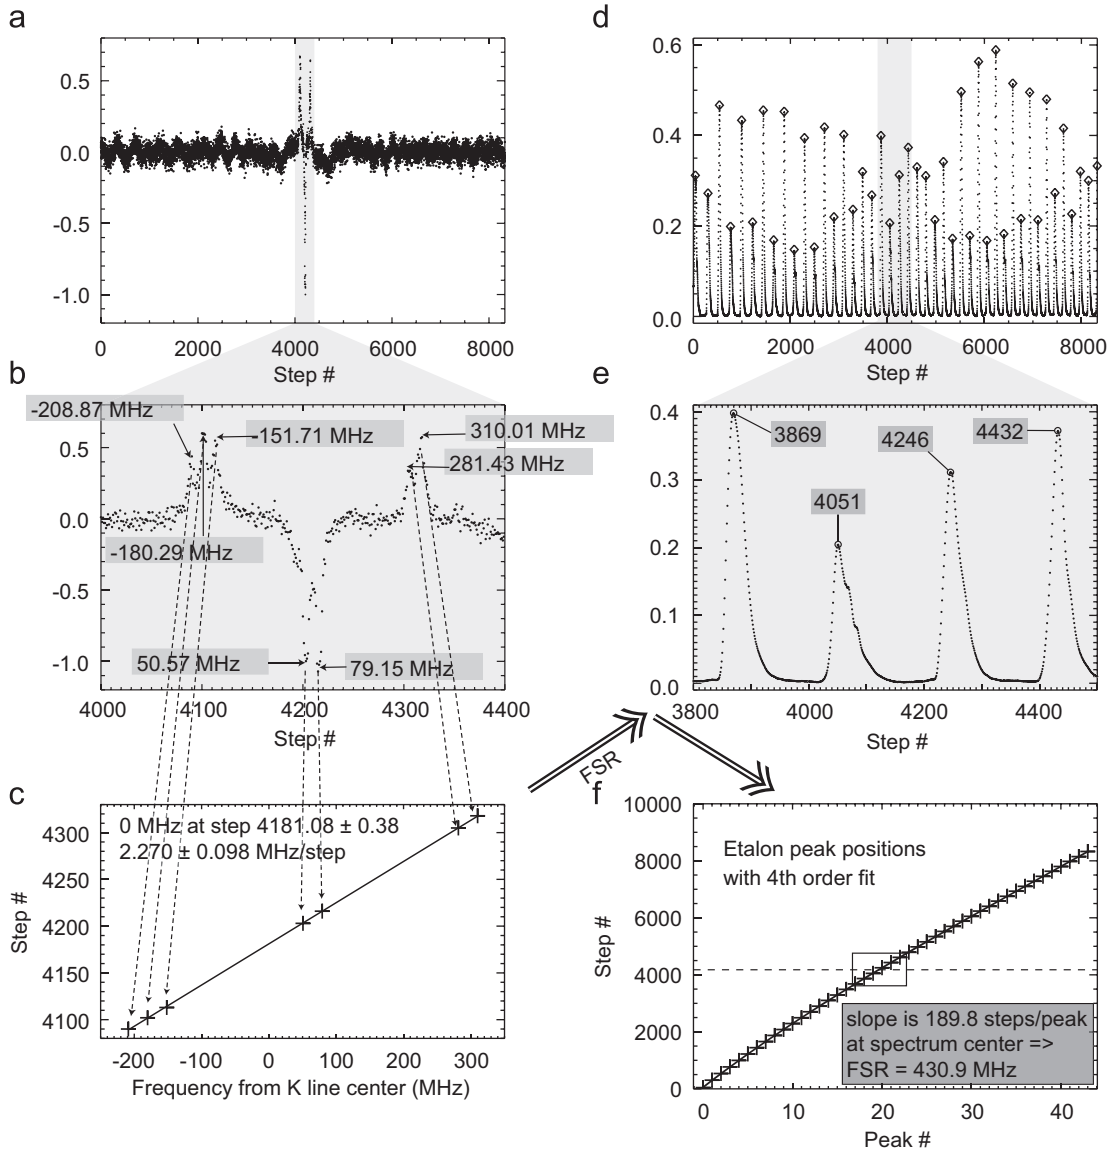 a
0.5
0.0
-0.5
-1.0
0 2000 4000 6000 8000
Step #
d
0.6
0.4
0.2
0.0
0 2000 4000 6000 8000
Step #
b
-208.87 MHz
-151.71 MHz
310.01 MHz
281.43 MHz
-180.29 MHz
50.57 MHz
79.15 MHz
0.5
0.0
-0.5
-1.0
4000 4100 4200 4300 4400
Step #
e
3869
4051
4246
4432
0.4
0.3
0.2
0.1
0.0
3800 4000 4200 4400
Step #
FSR
c
0 MHz at step 4181.08 ± 0.38
2.270 ± 0.098 MHz/step
4300
4250
4200
4150
4100
Step #
-200 -100 0 100 200 300
Frequency from K line center (MHz)
f
10000
8000
6000
4000
2000
0
Step #
Etalon peak positions
with 4th order fit
slope is 189.8 steps/peak
at spectrum center =>
FSR = 430.9 MHz
0 10 20 30 40
Peak #